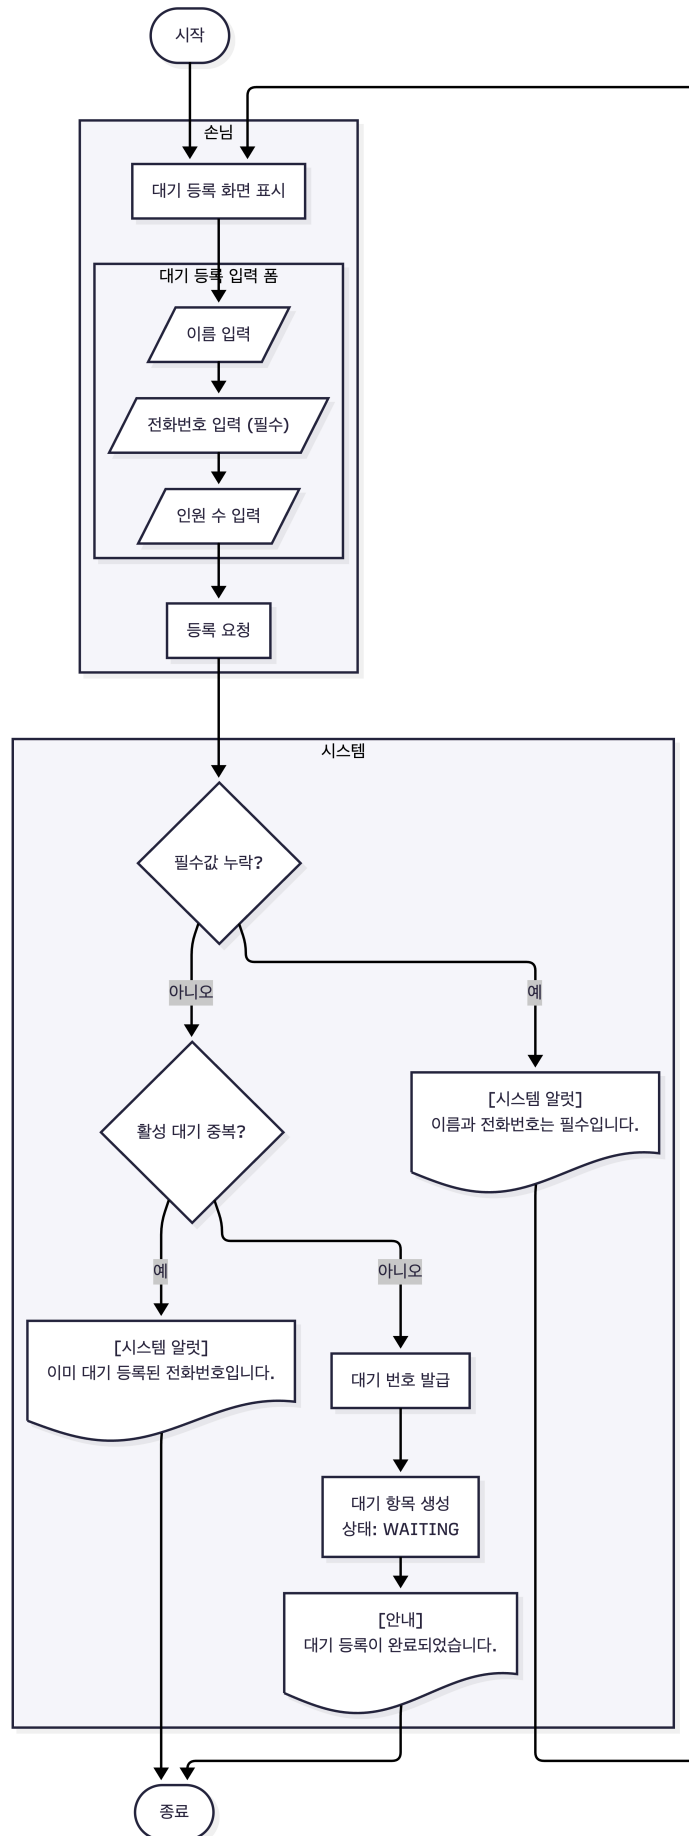 시작
손님
대기 등록 화면 표시
대기 등록 입력 폼
이름 입력
전화번호 입력 (필수)
인원 수 입력
등록 요청
시스템
필수값 누락?
아니오
예
활성 대기 중복?
[시스템 알럿]
이름과 전화번호는 필수입니다.
예
아니오
[시스템 알럿]
이미 대기 등록된 전화번호입니다.
대기 번호 발급
대기 항목 생성
상태: WAITING
[안내]
대기 등록이 완료되었습니다.
종료